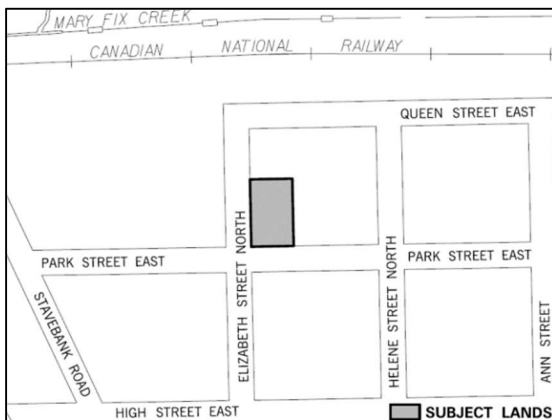 MARY FIX CREEK
CANADIAN NATIONAL RAILWAY
QUEEN STREET EAST
ELIZABETH STREET NORTH
HELENE STREET NORTH
PARK STREET EAST
PARK STREET EAST
STAVEBANK ROAD
ANN STREET
HIGH STREET EAST
SUBJECT LANDS